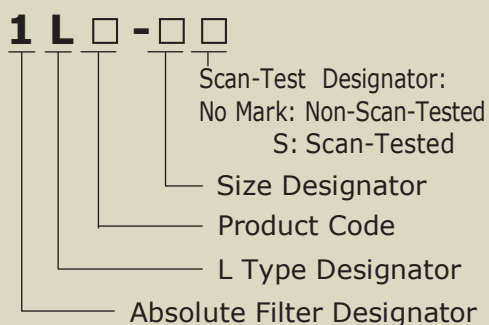 1 L □ - □ □
Scan-Test Designator:
No Mark: Non-Scan-Tested
S: Scan-Tested
Size Designator
Product Code
L Type Designator
Absolute Filter Designator